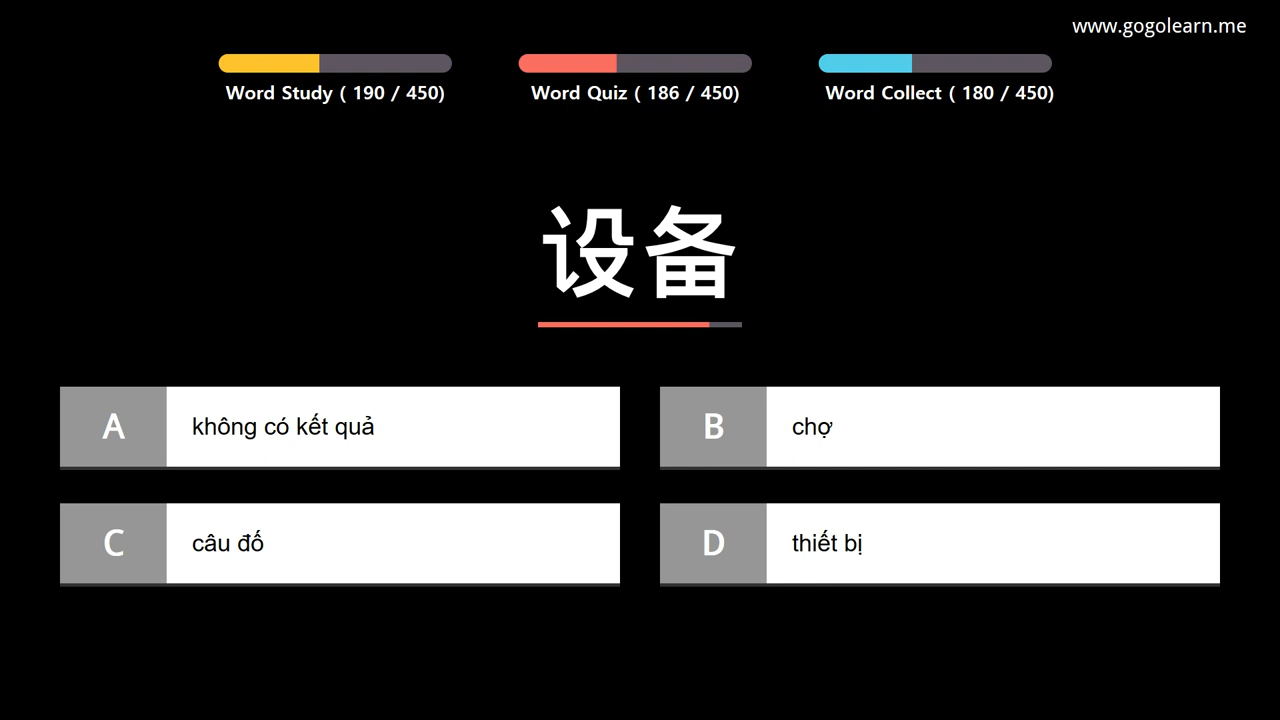 www.gogolearn.me
Word Study ( 190 / 450)
Word Quiz ( 186 / 450)
Word Collect ( 180 / 450)
设备
A không có kết quả
B chợ
C câu đố
D thiết bị